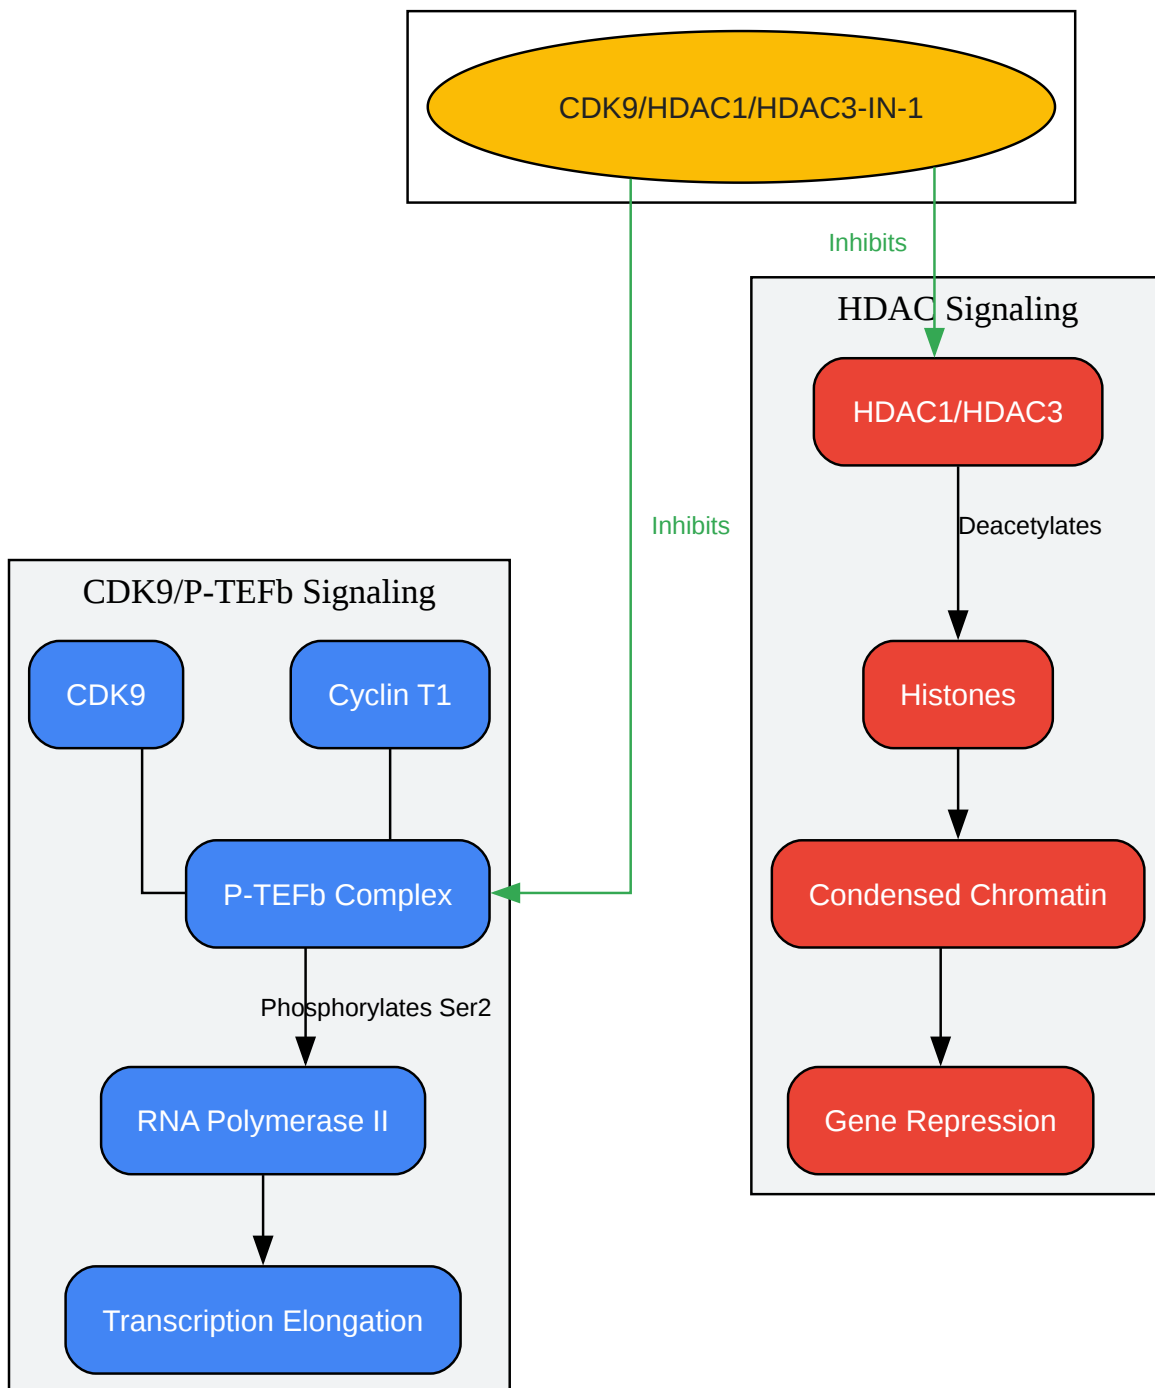 CDK9/HDAC1/HDAC3-IN-1
Inhibits
HDAC Signaling
HDAC1/HDAC3
Deacetylates
Inhibits
Histones
Condensed Chromatin
Gene Repression
CDK9/P-TEFb Signaling
CDK9
Cyclin T1
P-TEFb Complex
Phosphorylates Ser2
RNA Polymerase II
Transcription Elongation